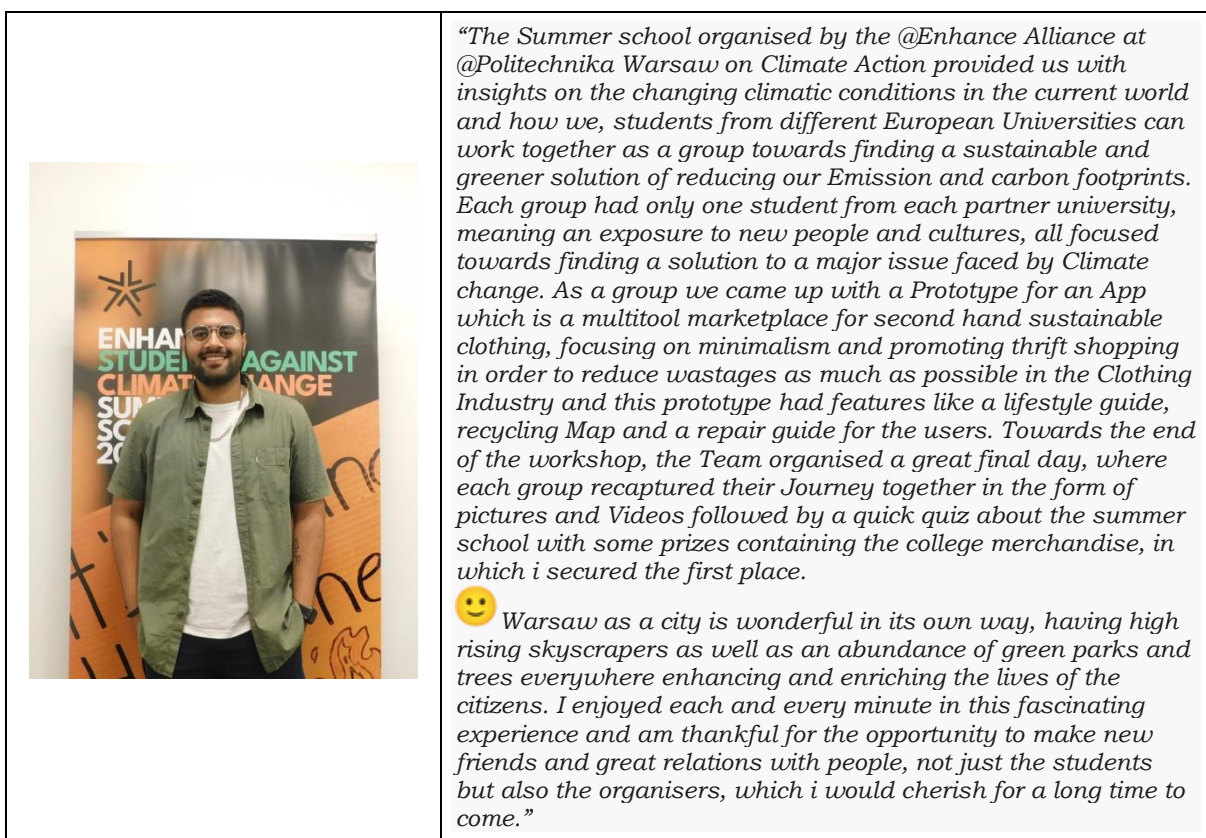 ENHAN
STUDE AGAINST
CLIMAT ANGE
SUM
SC
20
“The Summer school organised by the @Enhance Alliance at
@Politechnika Warsaw on Climate Action provided us with
insights on the changing climatic conditions in the current world
and how we, students from different European Universities can
work together as a group towards finding a sustainable and
greener solution of reducing our Emission and carbon footprints.
Each group had only one student from each partner university,
meaning an exposure to new people and cultures, all focused
towards finding a solution to a major issue faced by Climate
change. As a group we came up with a Prototype for an App
which is a multitool marketplace for second hand sustainable
clothing, focusing on minimalism and promoting thrift shopping
in order to reduce wastages as much as possible in the Clothing
Industry and this prototype had features like a lifestyle guide,
recycling Map and a repair guide for the users. Towards the end
of the workshop, the Team organised a great final day, where
each group recaptured their Journey together in the form of
pictures and Videos followed by a quick quiz about the summer
school with some prizes containing the college merchandise, in
which i secured the first place.
🙂 Warsaw as a city is wonderful in its own way, having high
rising skyscrapers as well as an abundance of green parks and
trees everywhere enhancing and enriching the lives of the
citizens. I enjoyed each and every minute in this fascinating
experience and am thankful for the opportunity to make new
friends and great relations with people, not just the students
but also the organisers, which i would cherish for a long time to
come.”